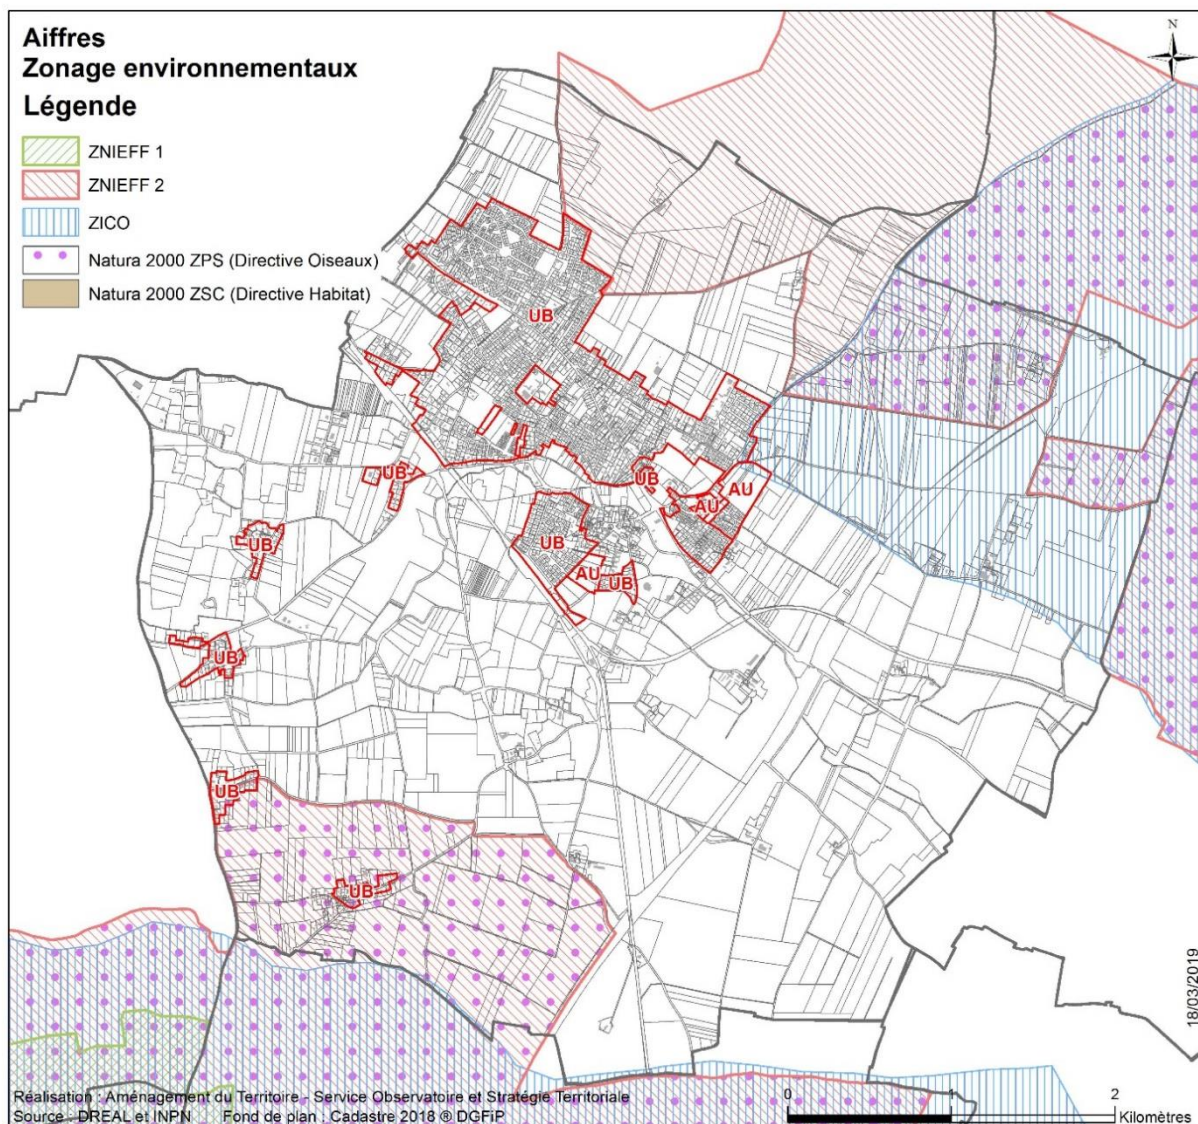 Aiffres
Zonage environnementaux
Légende
ZNIEFF 1
ZNIEFF 2
ZICO
Natura 2000 ZPS (Directive Oiseaux)
Natura 2000 ZSC (Directive Habitat)
N
UB
UB
UB
AU
AU
UB
UB
AU
UB
UB
UB
UB
18/03/2019
Réalisation : Aménagement du Territoire - Service Observatoire et Stratégie Territoriale
Source : DREAL et INPN Fond de plan : Cadastre 2018 ® DGFiP
0 1 2
Kilomètres